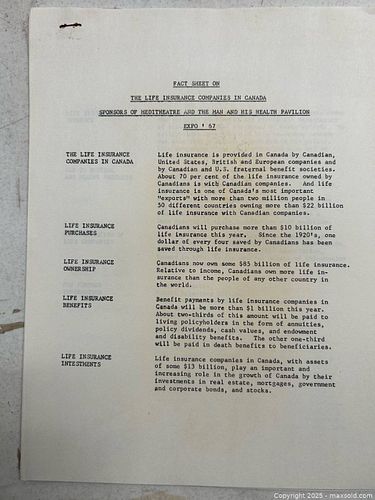 FACT SHEET ON
THE LIFE INSURANCE COMPANIES IN CANADA
SPONSORS OF MEDITHEATRE AND THE MAN AND HIS HEALTH PAVILION
EXPO ' 67
THE LIFE INSURANCE
COMPANIES IN CANADA
Life insurance is provided in Canada by Canadian,
United States, British and European companies and
by Canadian and U.S. fraternal benefit societies.
About 70 per cent of the life insurance owned by
Canadians is with Canadian companies. And life
insurance is one of Canada's most important
"exports" with more than two million people in
50 different countries owning more than $22 billion
of life insurance with Canadian companies.
LIFE INSURANCE
PURCHASES
Canadians will purchase more than $10 billion of
life insurance this year. Since the 1920's, one
dollar of every four saved by Canadians has been
saved through life insurance.
LIFE INSURANCE
OWNERSHIP
Canadians now own some $85 billion of life insurance.
Relative to income, Canadians own more life in-
surance than the people of any other country in
the world.
LIFE INSURANCE
BENEFITS
Benefit payments by life insurance companies in
Canada will be more than $1 billion this year.
About two-thirds of this amount will be paid to
living policyholders in the form of annuities,
policy dividends, cash values, and endowment
and disability benefits. The other one-third
will be paid in death benefits to beneficiaries.
LIFE INSURANCE
INTESTMENTS
Life insurance companies in Canada, with assets
of some $13 billion, play an important and
increasing role in the growth of Canada by their
investments in real estate, mortgages, government
and corporate bonds, and stocks.
Copyright 2025 - maxsold.com